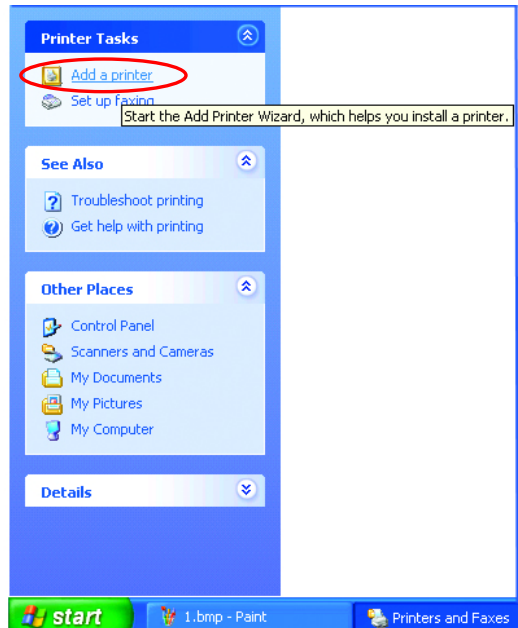 Printer Tasks
Add a printer
Set up faxing
Start the Add Printer Wizard, which helps you install a printer.
See Also
Troubleshoot printing
Get help with printing
Other Places
Control Panel
Scanners and Cameras
My Documents
My Pictures
My Computer
Details
start 1.bmp - Paint Printers and Faxes